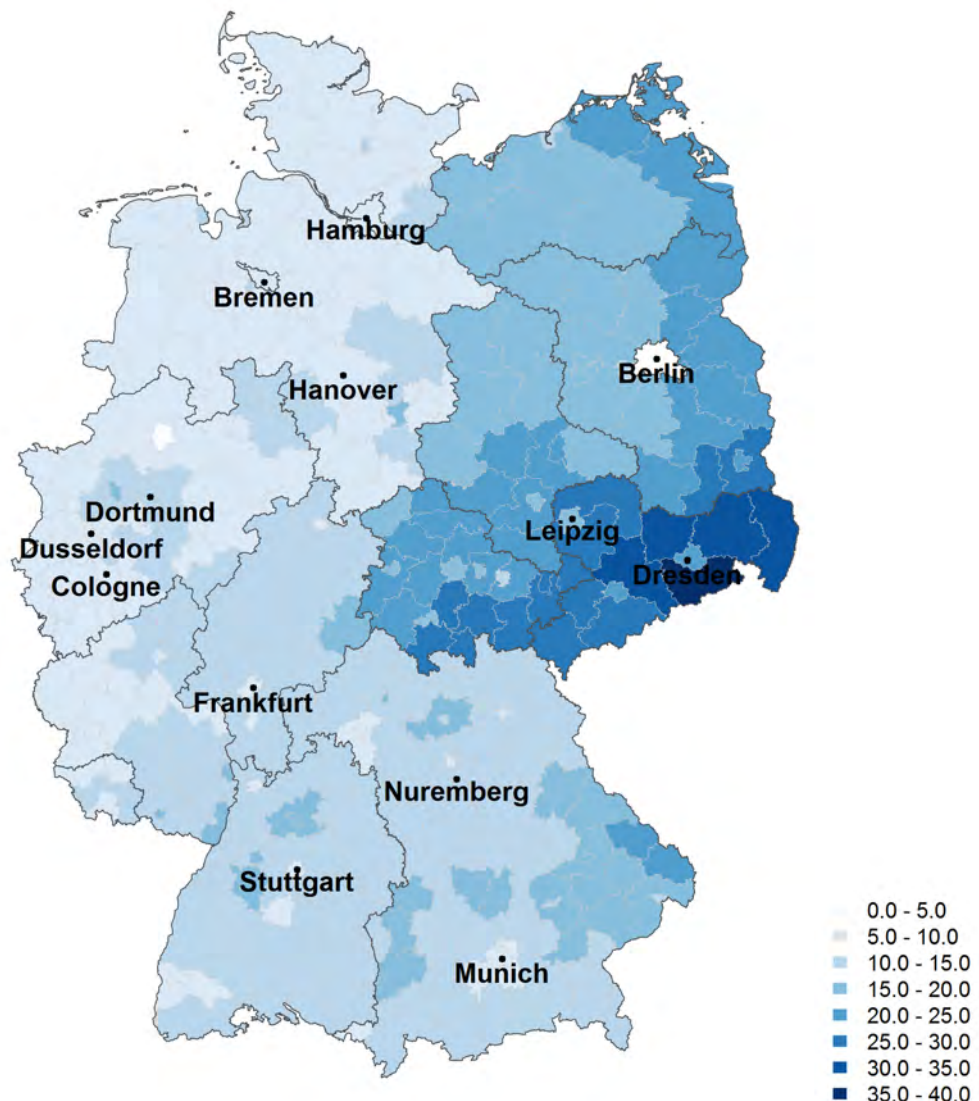 Hamburg
Bremen
Berlin
Hanover
Dortmund
Leipzig
Dusseldorf
Dresden
Cologne
Frankfurt
Nuremberg
Stuttgart
Munich
0.0 - 5.0
5.0 - 10.0
10.0 - 15.0
15.0 - 20.0
20.0 - 25.0
25.0 - 30.0
30.0 - 35.0
35.0 - 40.0